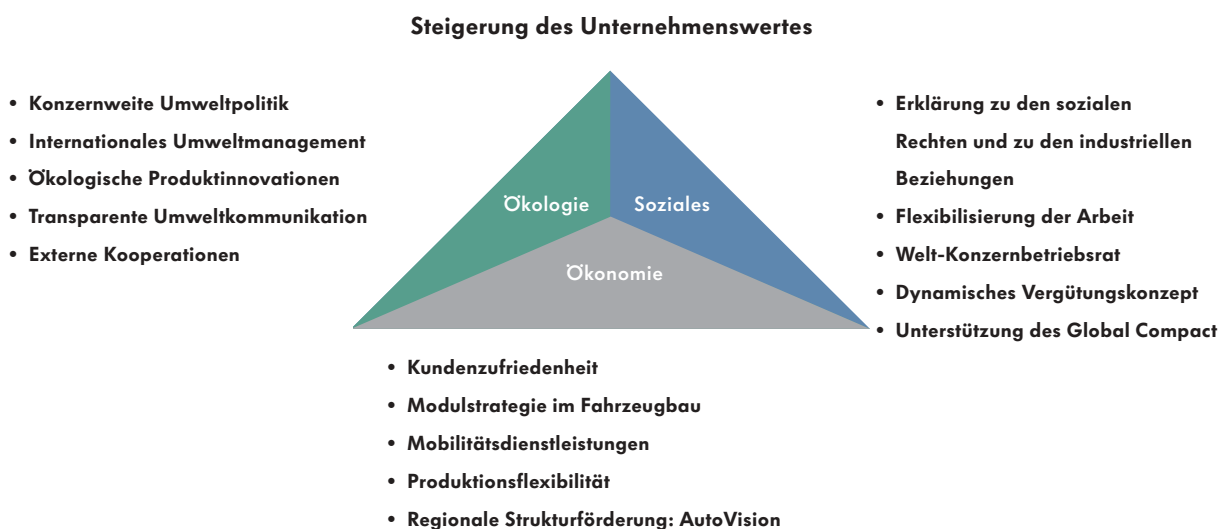 Steigerung des Unternehmenswertes
• Konzernweite Umweltpolitik
• Internationales Umweltmanagement
• Ökologische Produktinnovationen
• Transparente Umweltkommunikation
• Externe Kooperationen
Ökologie
Soziales
Ökonomie
• Erklärung zu den sozialen
Rechten und zu den industriellen
Beziehungen
• Flexibilisierung der Arbeit
• Welt-Konzernbetriebsrat
• Dynamisches Vergütungskonzept
• Unterstützung des Global Compact
• Kundenzufriedenheit
• Modulstrategie im Fahrzeugbau
• Mobilitätsdienstleistungen
• Produktionsflexibilität
• Regionale Strukturförderung: AutoVision